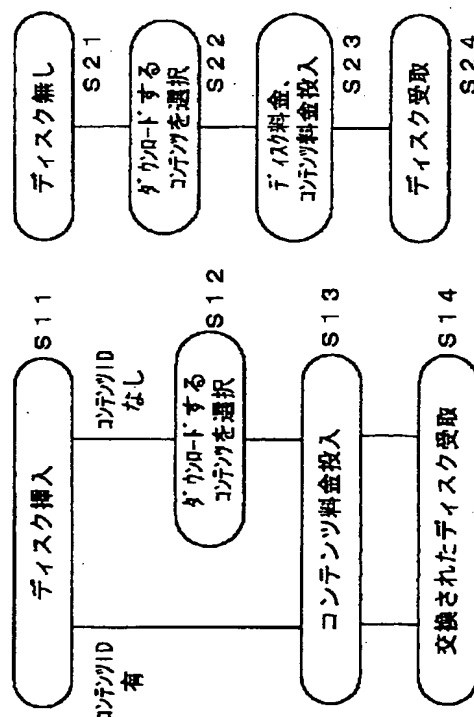 ディスク挿入
S11
コンテンツID
有
コンテンツID
なし
ダウンロードする
コンテンツを選択
S12
コンテンツ料金投入
S13
交換されたディスク受取
S14
ディスク無し
S21
ダウンロードする
コンテンツを選択
S22
ディスク料金、
コンテンツ料金投入
S23
ディスク受取
S24